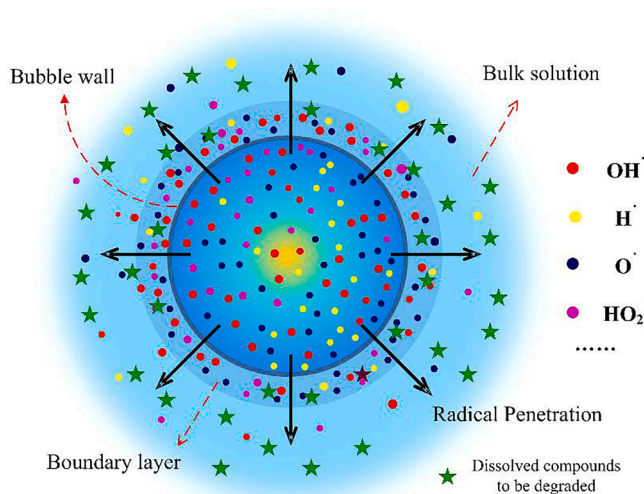 Bubble wall
Bulk solution
OH˙
H˙
O˙
HO₂
......
Radical Penetration
Boundary layer
Dissolved compounds
to be degraded